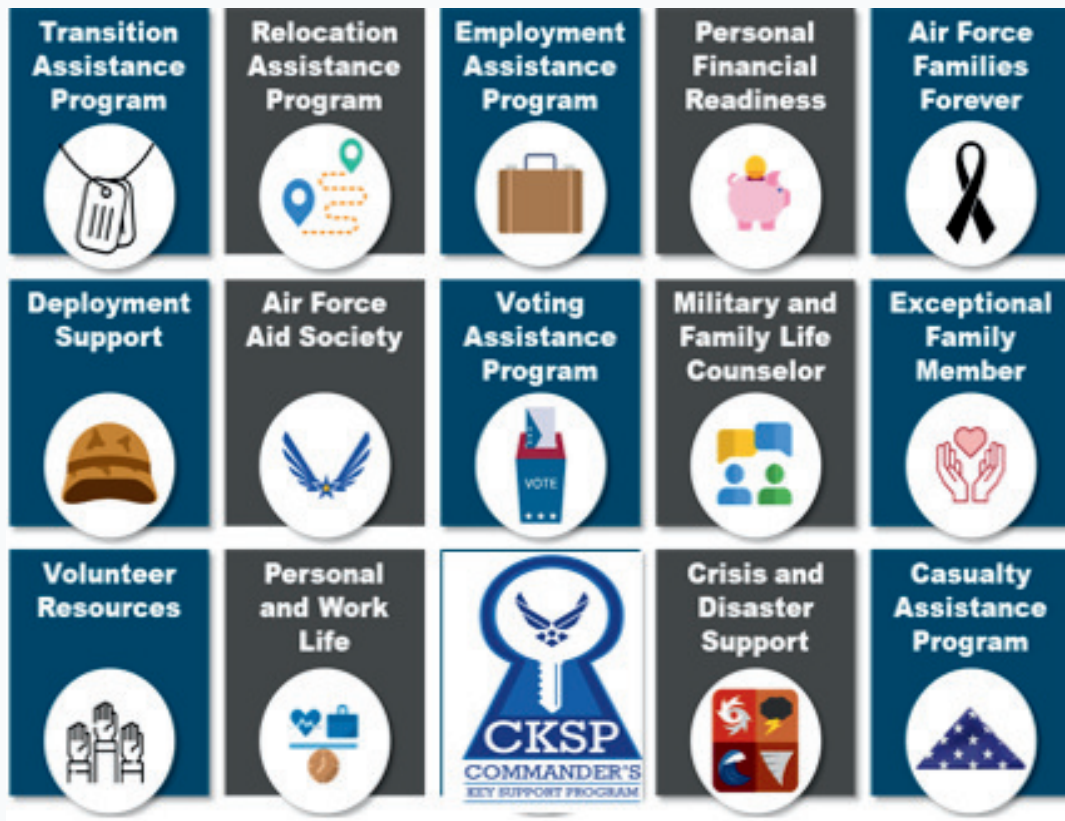 Transition
Assistance
Program
Relocation
Assistance
Program
Employment
Assistance
Program
Personal
Financial
Readiness
Air Force
Families
Forever
Deployment
Support
Air Force
Aid Society
Voting
Assistance
Program
VOTE
Military and
Family Life
Counselor
Exceptional
Family
Member
Volunteer
Resources
Personal
and Work
Life
CKSP
COMMANDER'S
KEY SUPPORT PROGRAM
Crisis and
Disaster
Support
Casualty
Assistance
Program